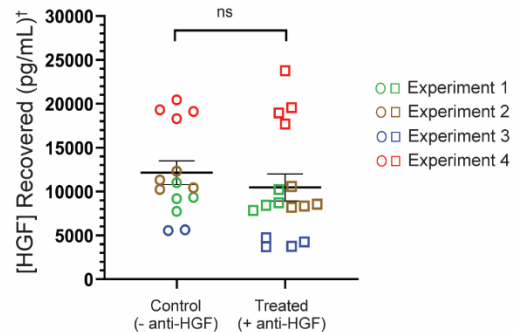 ns
[HGF] Recovered (pg/mL)†
30000
25000
20000
15000
10000
5000
0
Experiment 1
Experiment 2
Experiment 3
Experiment 4
Control
(- anti-HGF)
Treated
(+ anti-HGF)